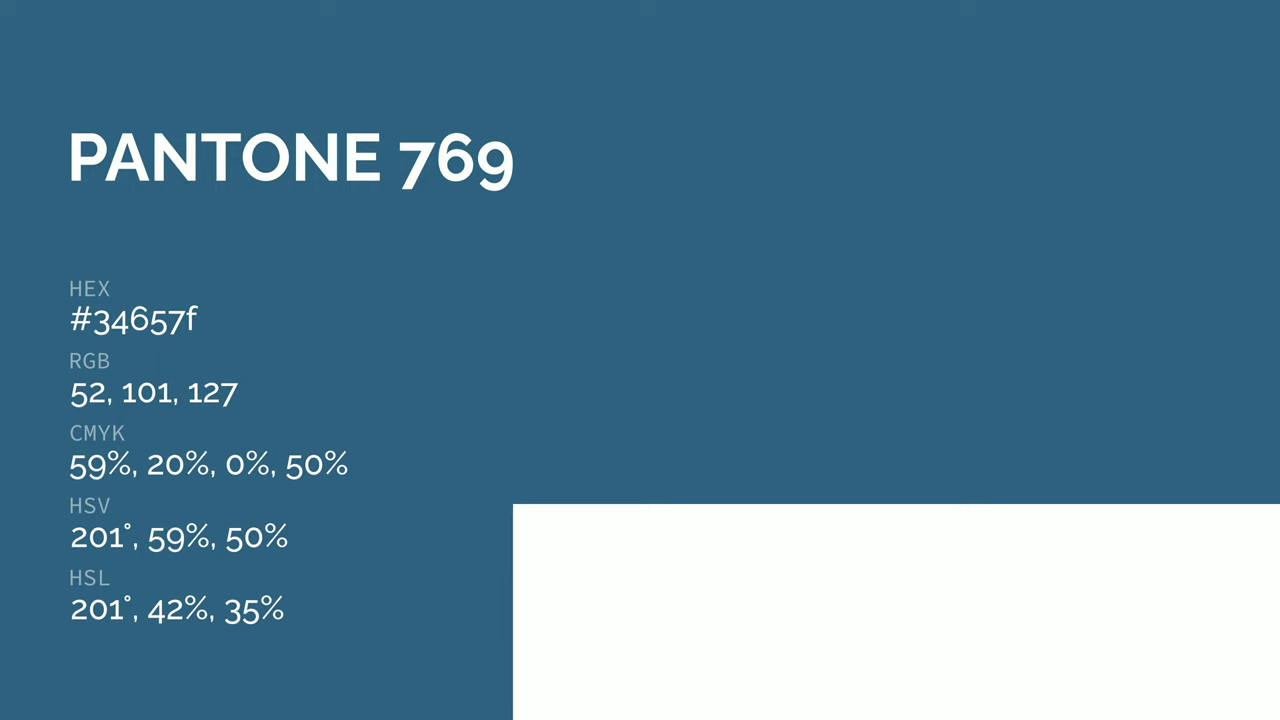 PANTONE 769
HEX
#34657f
RGB
52, 101, 127
CMYK
59%, 20%, 0%, 50%
HSV
201°, 59%, 50%
HSL
201°, 42%, 35%